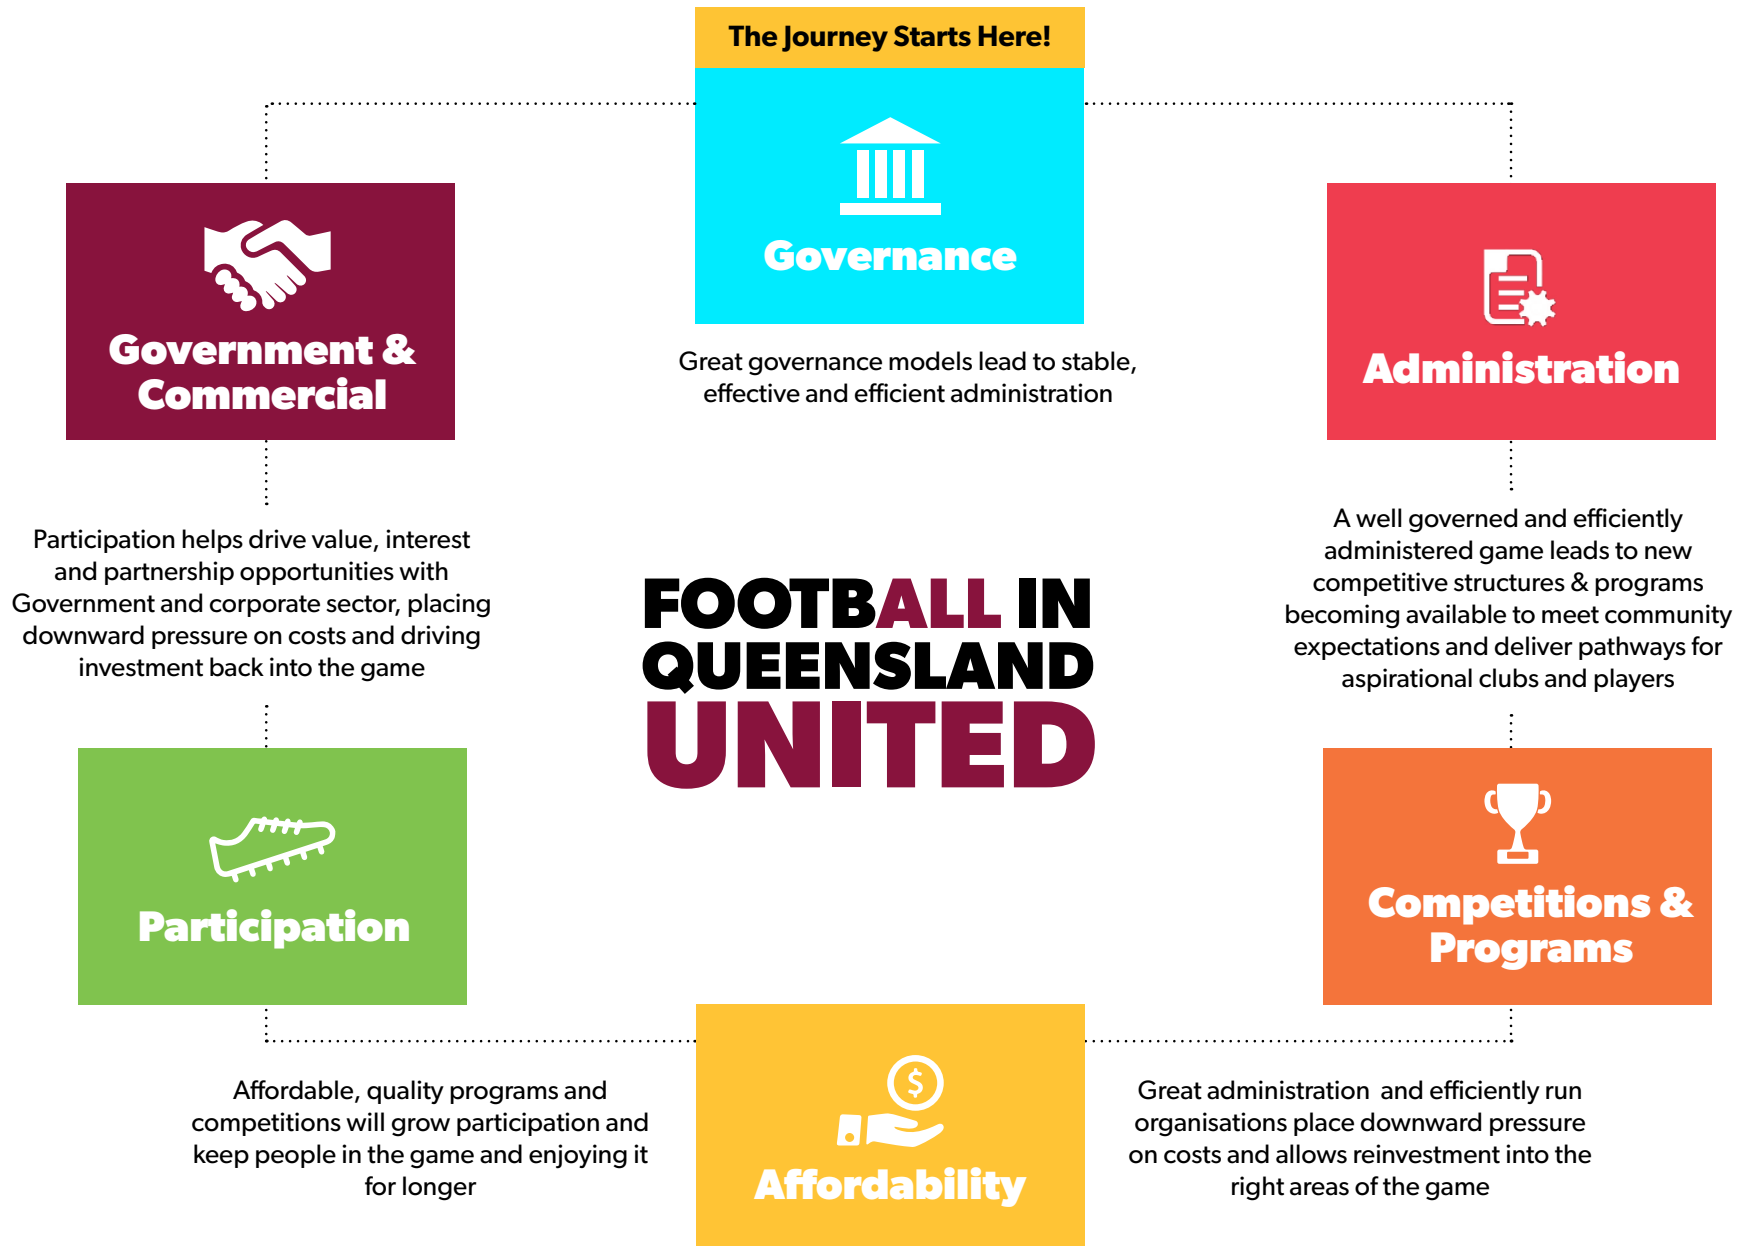 The Journey Starts Here!
Governance
Great governance models lead to stable,
effective and efficient administration
Administration
A well governed and efficiently
administered game leads to new
competitive structures & programs
becoming available to meet community
expectations and deliver pathways for
aspirational clubs and players
Competitions &
Programs
Great administration  and efficiently run
organisations place downward pressure
on costs and allows reinvestment into the
right areas of the game
Affordability
$
Affordable, quality programs and
competitions will grow participation and
keep people in the game and enjoying it
for longer
Participation
Participation helps drive value, interest
and partnership opportunities with
Government and corporate sector, placing
downward pressure on costs and driving
investment back into the game
Government &
Commercial
FOOTBALL IN
QUEENSLAND
UNITED